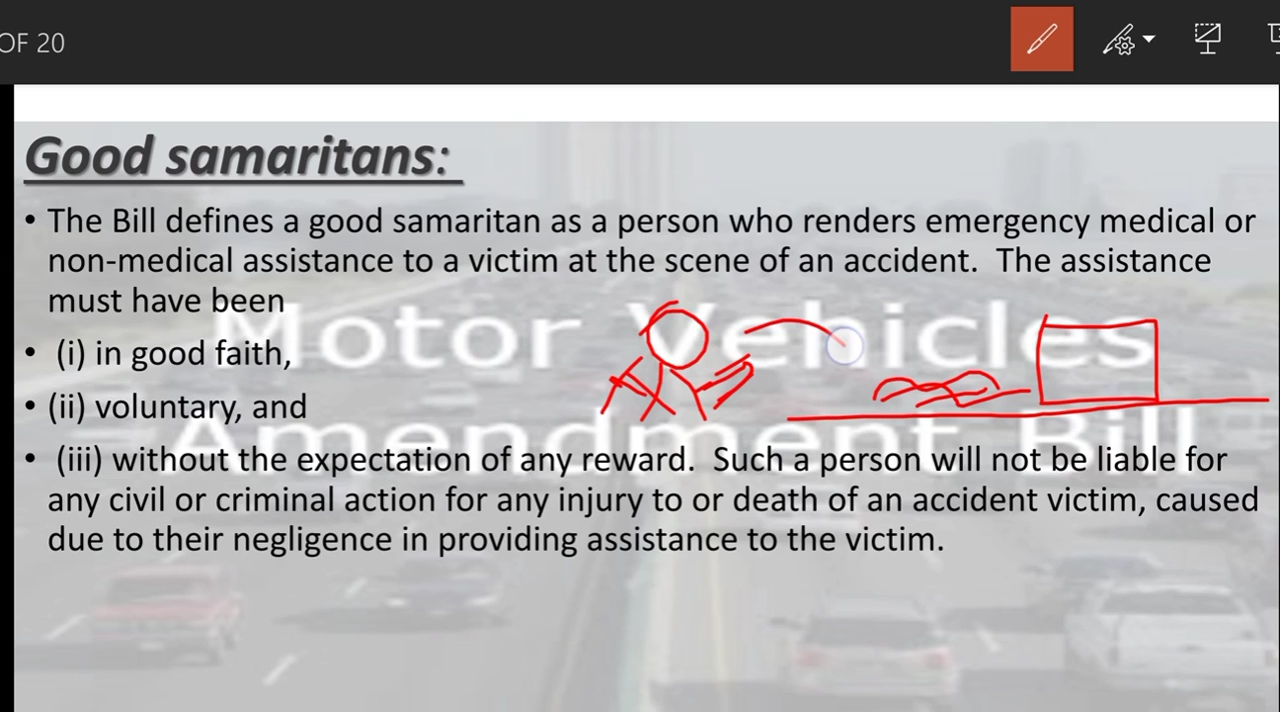 OF 20
Good samaritans:
• The Bill defines a good samaritan as a person who renders emergency medical or
non-medical assistance to a victim at the scene of an accident.  The assistance
must have been
• (i) in good faith,
• (ii) voluntary, and
• (iii) without the expectation of any reward.  Such a person will not be liable for
any civil or criminal action for any injury to or death of an accident victim, caused
due to their negligence in providing assistance to the victim.
Motor Vehicles
Amendment Bill